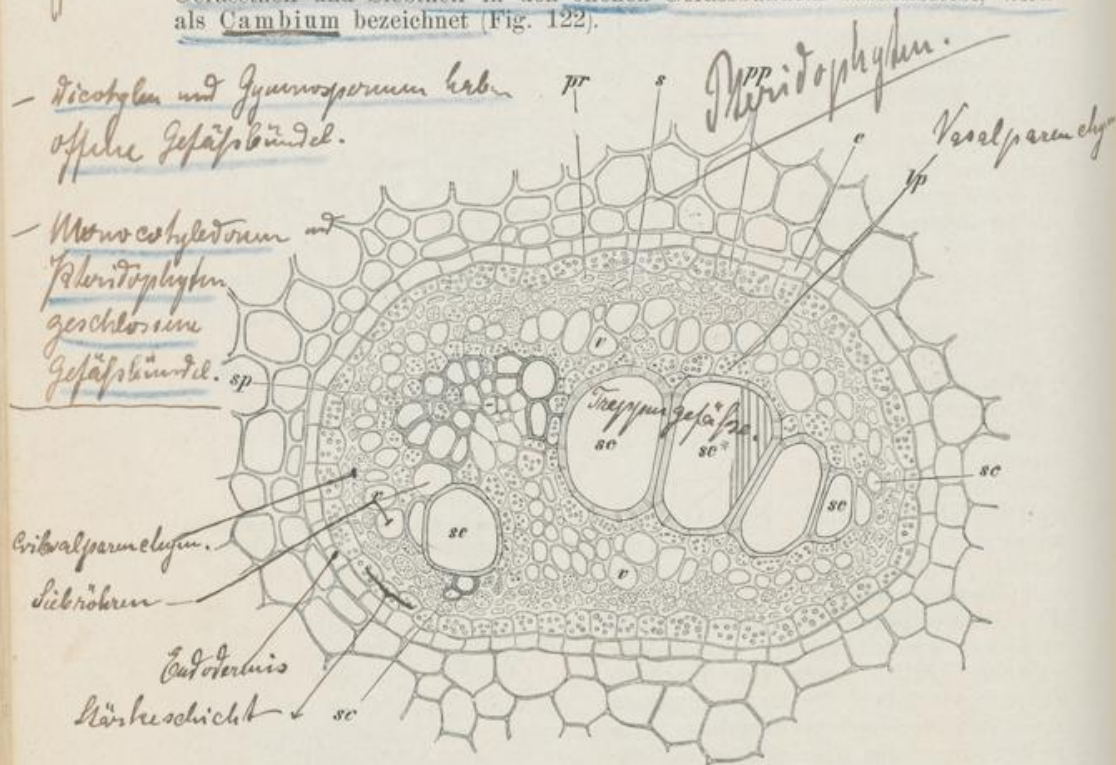 als Cambium bezeichnet (Fig. 122).
Pteridophyten.
– Dicotylen und Gymnospermen haben
offene Gefäßbündel.
pr
s
pp
e
lp
Vasalparenchym
– Monocotyledonen und
Pteridophyten
geschlossene
Gefäßbündel.
sp
v
Treppengefäße.
sc
sc*
sc
sc
v
sc
v
Cribralparenchym.
Siebröhren
Endodermis
Stärkeschicht
sc